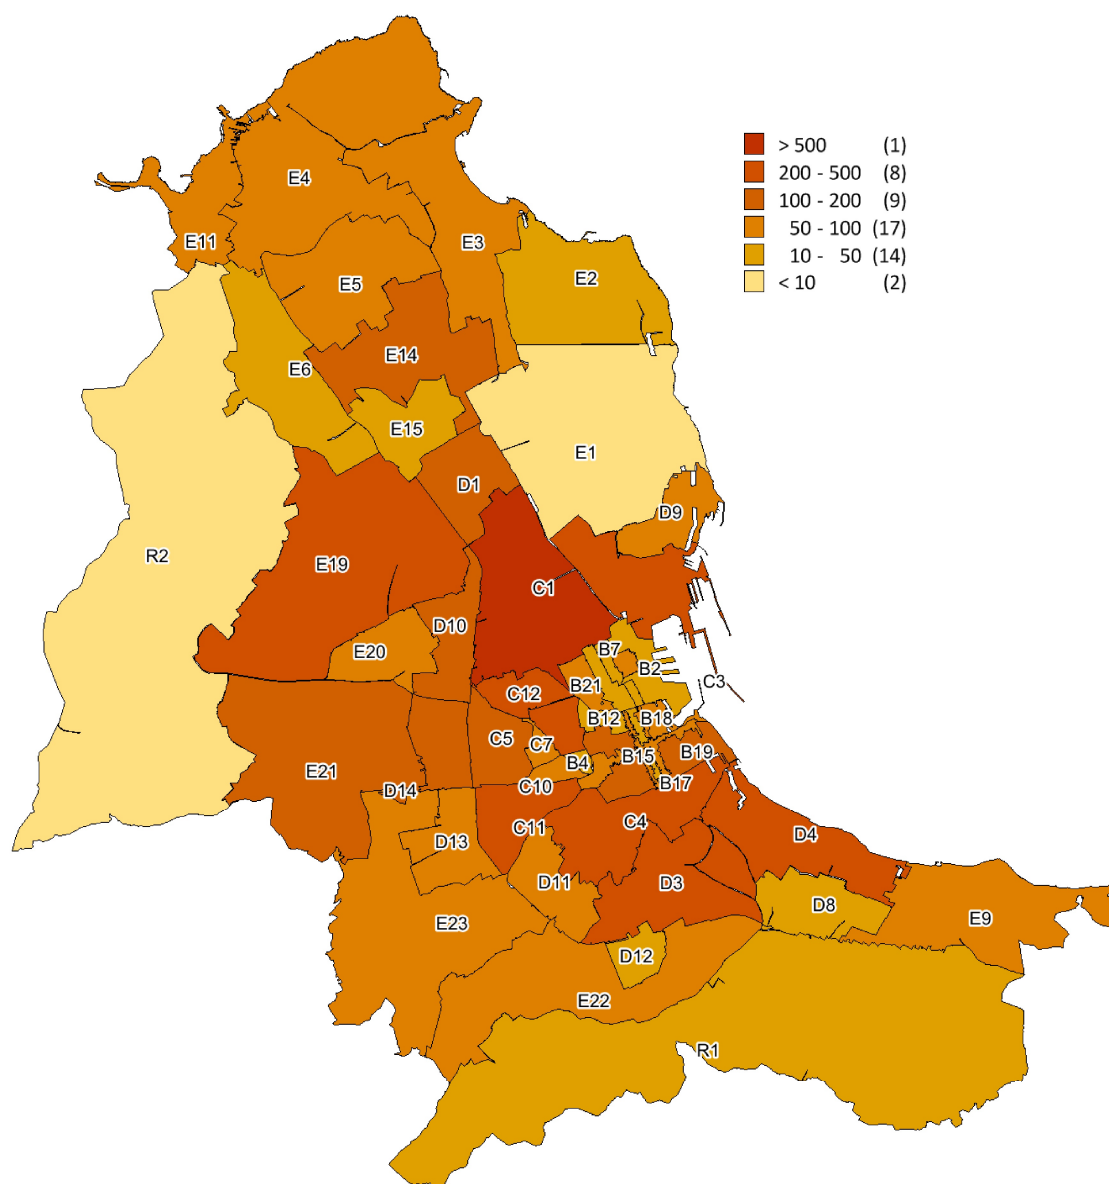 > 500 (1)
200 - 500 (8)
100 - 200 (9)
50 - 100 (17)
10 - 50 (14)
< 10 (2)
E4
E11
E3
E5
E2
E14
E6
E15
E1
D1
D9
R2
E19
C1
D10
E20
B7
B2
C3
B21
C12
B12
B18
C5
C7
B15
B19
B4
E21
B17
C10
D14
C11
C4
D4
D13
D11
D3
D8
E9
E23
D12
E22
R1